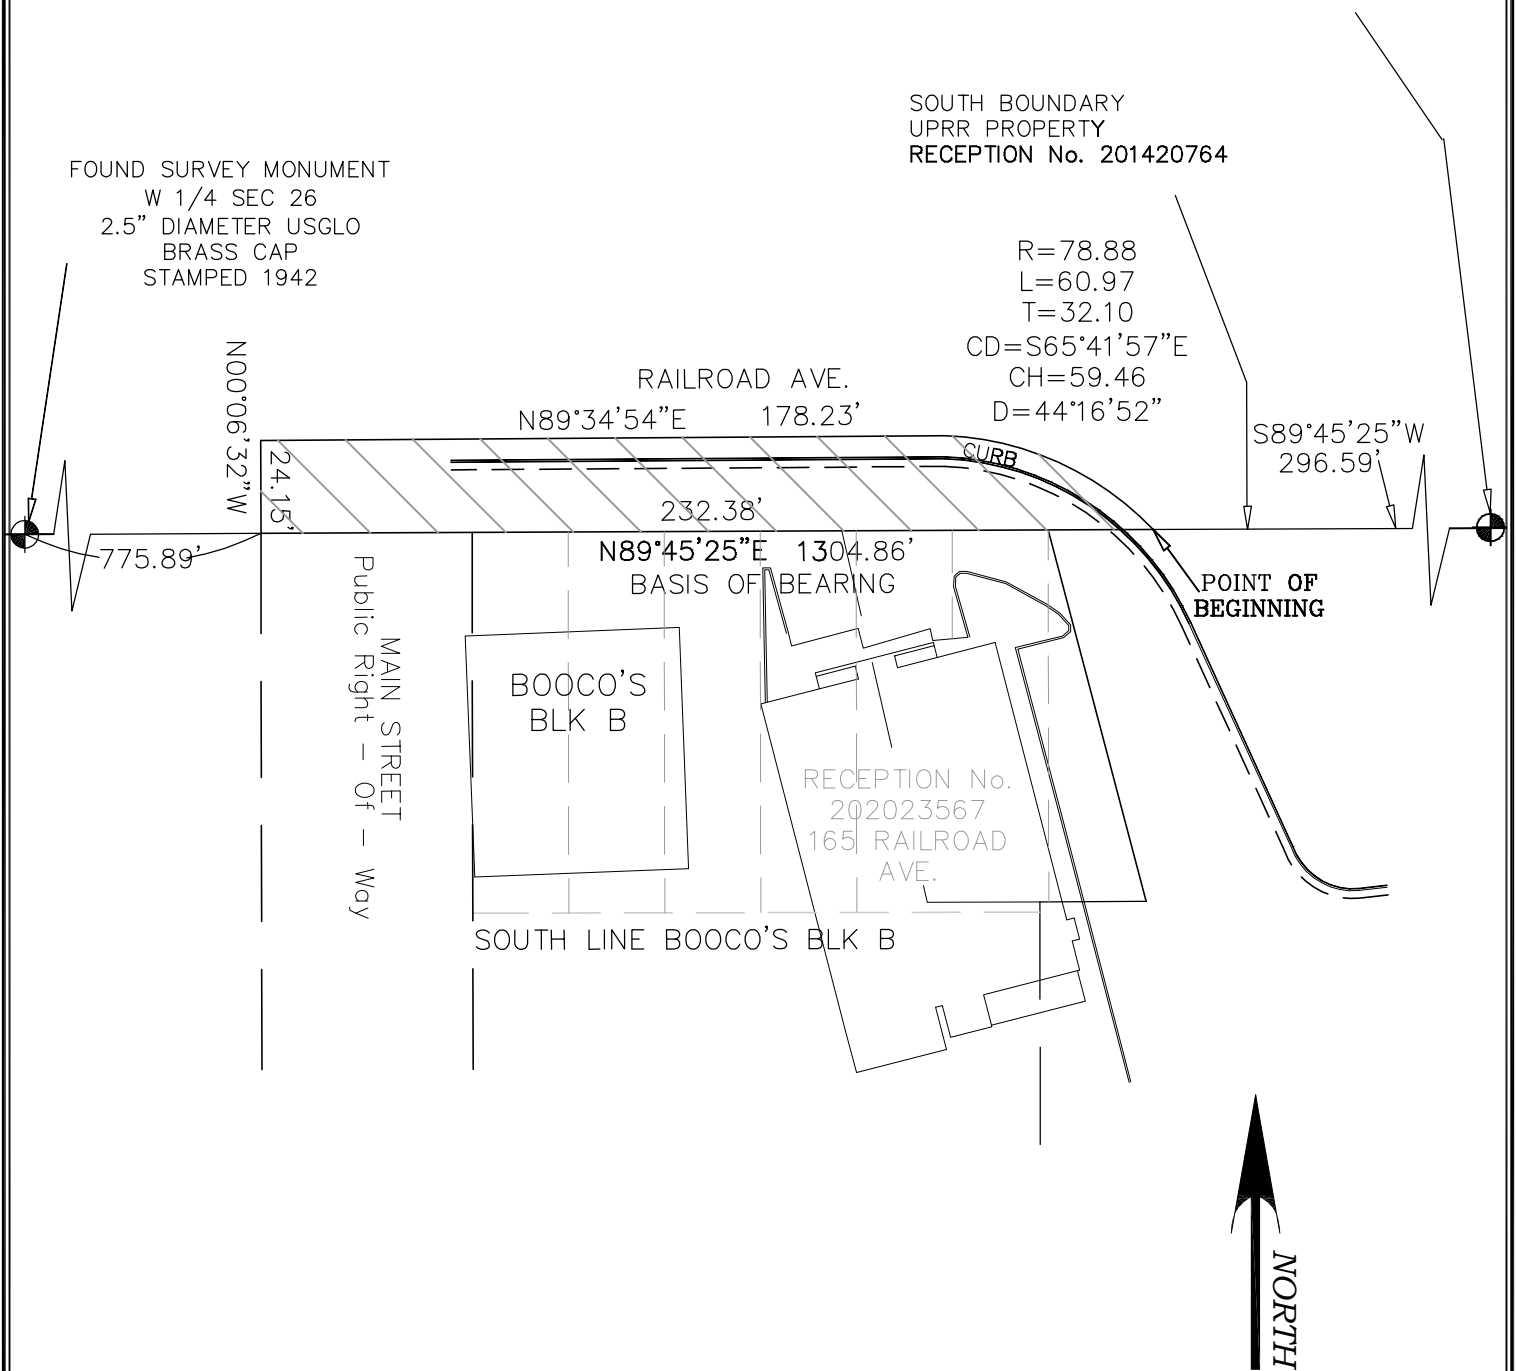 SOUTH BOUNDARY
UPRR PROPERTY
RECEPTION No. 201420764
FOUND SURVEY MONUMENT
W 1/4 SEC 26
2.5" DIAMETER USGLO
BRASS CAP
STAMPED 1942
R=78.88
L=60.97
T=32.10
CD=S65°41'57"E
CH=59.46
D=44°16'52"
N00°06'32"W
24.15'
RAILROAD AVE.
N89°34'54"E 178.23'
S89°45'25"W
296.59'
CURB
232.38'
775.89'
N89°45'25"E 1304.86'
BASIS OF BEARING
POINT OF
BEGINNING
MAIN STREET
Public Right - Of - Way
BOOCO'S
BLK B
RECEPTION No.
202023567
165 RAILROAD
AVE.
SOUTH LINE BOOCO'S BLK B
NORTH